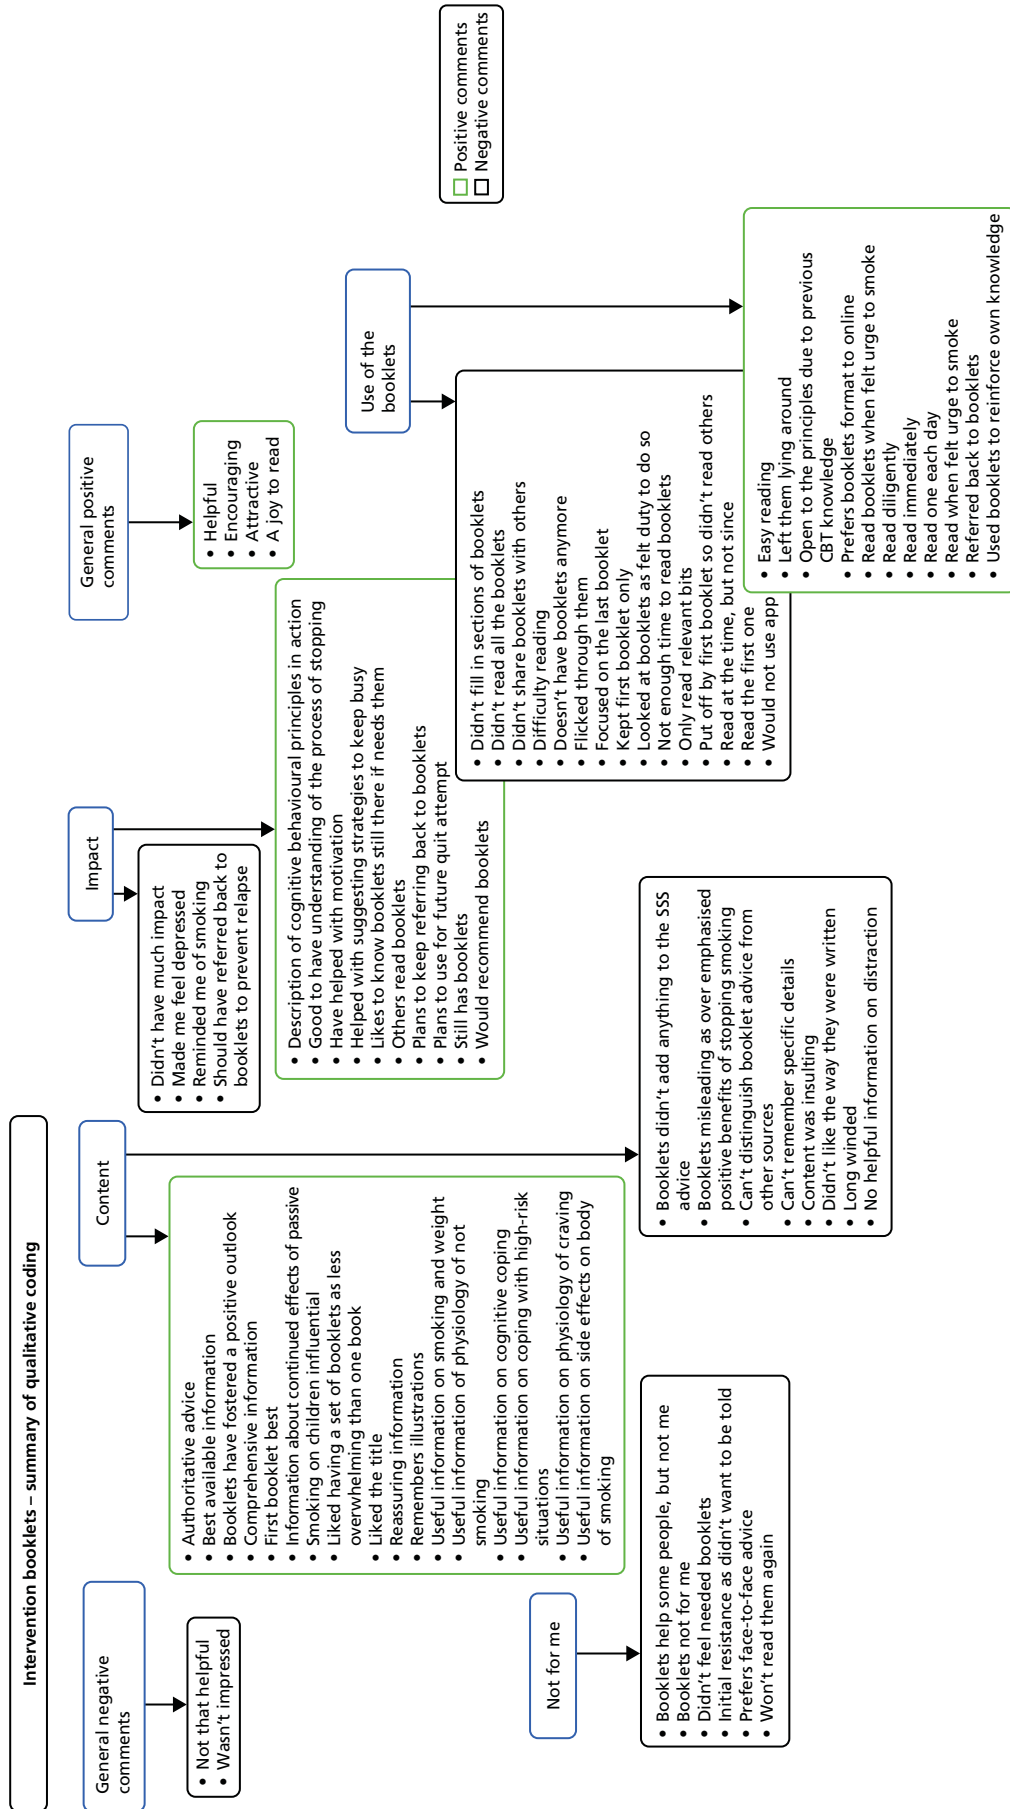 Intervention booklets – summary of qualitative coding
General negative
comments
• Not that helpful
• Wasn't impressed
Not for me
• Booklets help some people, but not me
• Booklets not for me
• Didn't feel needed booklets
• Initial resistance as didn't want to be told
• Prefers face-to-face advice
• Won't read them again
Content
• Authoritative advice
• Best available information
• Booklets have fostered a positive outlook
• Comprehensive information
• First booklet best
• Information about continued effects of passive
• Smoking on children influential
• Liked having a set of booklets as less
overwhelming than one book
• Liked the title
• Reassuring information
• Remembers illustrations
• Useful information on smoking and weight
• Useful information of physiology of not
smoking
• Useful information on cognitive coping
• Useful information on coping with high-risk
situations
• Useful information on physiology of craving
• Useful information on side effects on body
of smoking
• Booklets didn't add anything to the SSS
advice
• Booklets misleading as over emphasised
positive benefits of stopping smoking
• Can't distinguish booklet advice from
other sources
• Can't remember specific details
• Content was insulting
• Didn't like the way they were written
• Long winded
• No helpful information on distraction
Impact
• Didn't have much impact
• Made me feel depressed
• Reminded me of smoking
• Should have referred back to
booklets to prevent relapse
• Description of cognitive behavioural principles in action
• Good to have understanding of the process of stopping
• Have helped with motivation
• Helped with suggesting strategies to keep busy
• Likes to know booklets still there if needs them
• Others read booklets
• Plans to keep referring back to booklets
• Plans to use for future quit attempt
• Still has booklets
• Would recommend booklets
General positive
comments
• Helpful
• Encouraging
• Attractive
• A joy to read
Use of the
booklets
• Didn't fill in sections of booklets
• Didn't read all the booklets
• Didn't share booklets with others
• Difficulty reading
• Doesn't have booklets anymore
• Flicked through them
• Focused on the last booklet
• Kept first booklet only
• Looked at booklets as felt duty to do so
• Not enough time to read booklets
• Only read relevant bits
• Put off by first booklet so didn't read others
• Read at the time, but not since
• Read the first one
• Would not use app
• Easy reading
• Left them lying around
• Open to the principles due to previous
CBT knowledge
• Prefers booklets format to online
• Read booklets when felt urge to smoke
• Read diligently
• Read immediately
• Read one each day
• Read when felt urge to smoke
• Referred back to booklets
• Used booklets to reinforce own knowledge
Positive comments
Negative comments